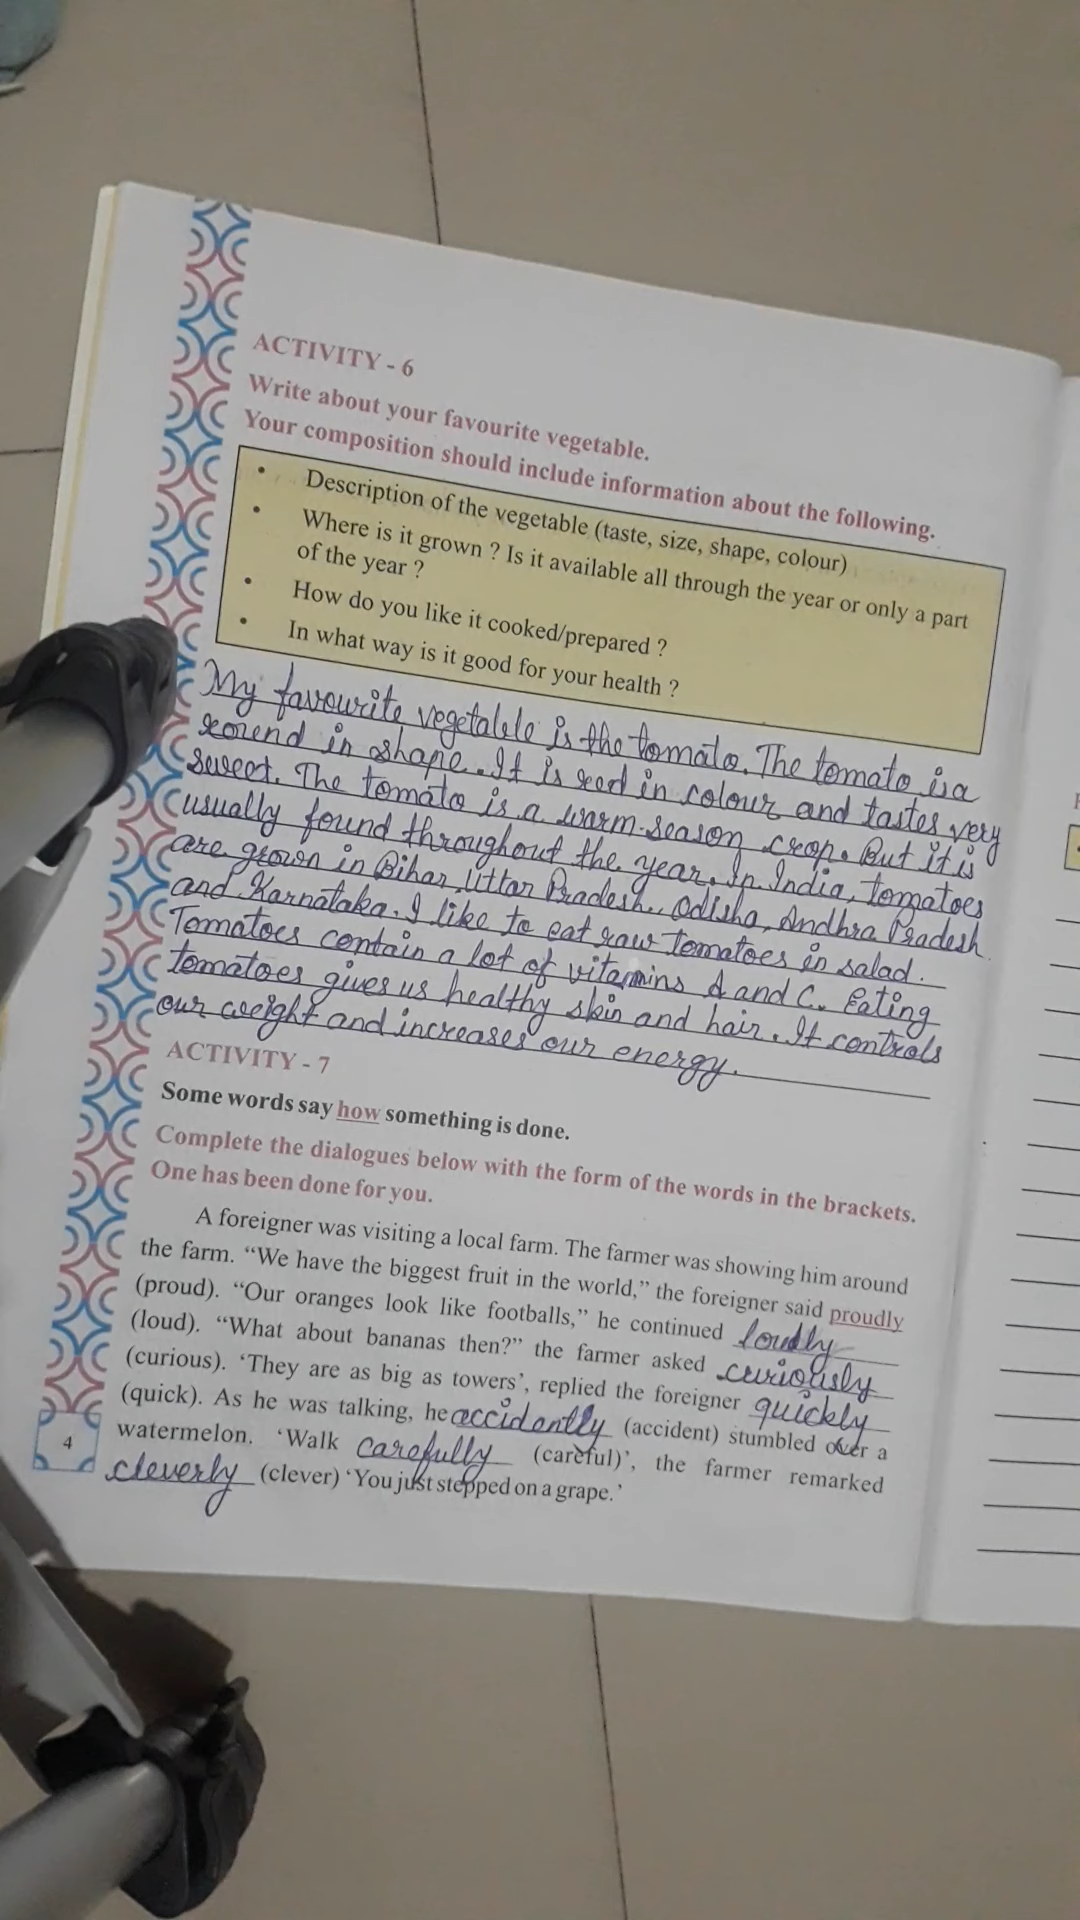 ACTIVITY - 6
Write about your favourite vegetable.
Your composition should include information about the following.
• Description of the vegetable (taste, size, shape, colour)
• Where is it grown ? Is it available all through the year or only a part
of the year ?
• How do you like it cooked/prepared ?
• In what way is it good for your health ?
My favourite vegetable is the tomato. The tomato is a
round in shape. It is red in colour and tastes very
sweet. The tomato is a warm-season crop. But it is
usually found throughout the year. In India, tomatoes
are grown in Bihar, Uttar Pradesh, Odisha, Andhra Pradesh
and Karnataka. I like to eat raw tomatoes in salad.
Tomatoes contain a lot of vitamins A and C. Eating
tomatoes gives us healthy skin and hair. It controls
our weight and increases our energy.
ACTIVITY - 7
Some words say how something is done.
Complete the dialogues below with the form of the words in the brackets.
One has been done for you.
A foreigner was visiting a local farm. The farmer was showing him around
the farm. “We have the biggest fruit in the world,” the foreigner said proudly
(proud). “Our oranges look like footballs,” he continued loudly
(loud). “What about bananas then?” the farmer asked curiously
(curious). ‘They are as big as towers’, replied the foreigner quickly
(quick). As he was talking, he accidently (accident) stumbled over a
watermelon. ‘Walk carefully (careful)’, the farmer remarked
cleverly (clever) ‘You just stepped on a grape.’
4